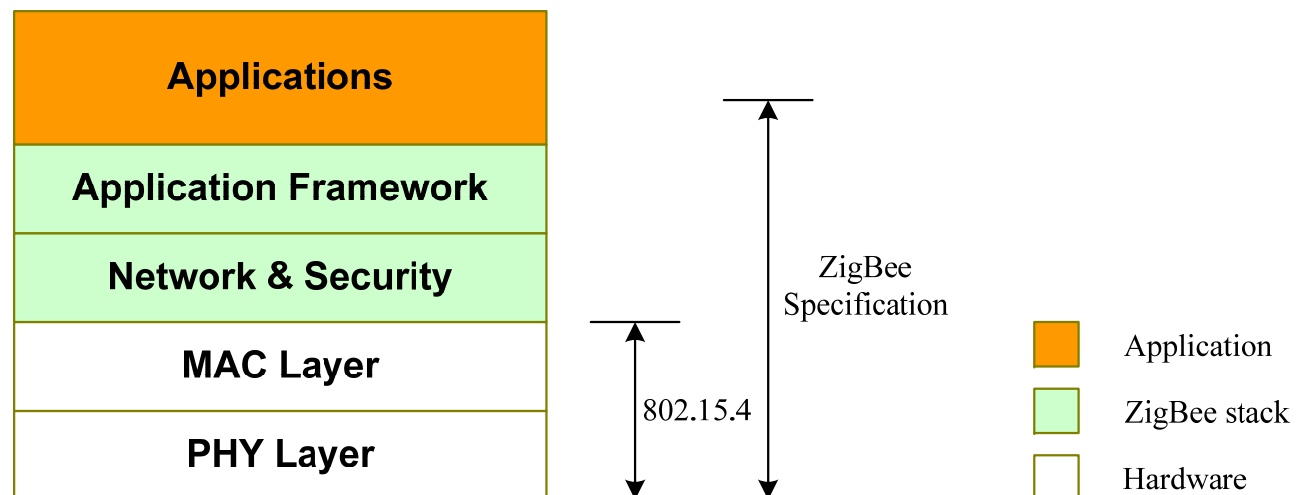 Applications
Application Framework
Network & Security
MAC Layer
PHY Layer
802.15.4
ZigBee
Specification
Application
ZigBee stack
Hardware